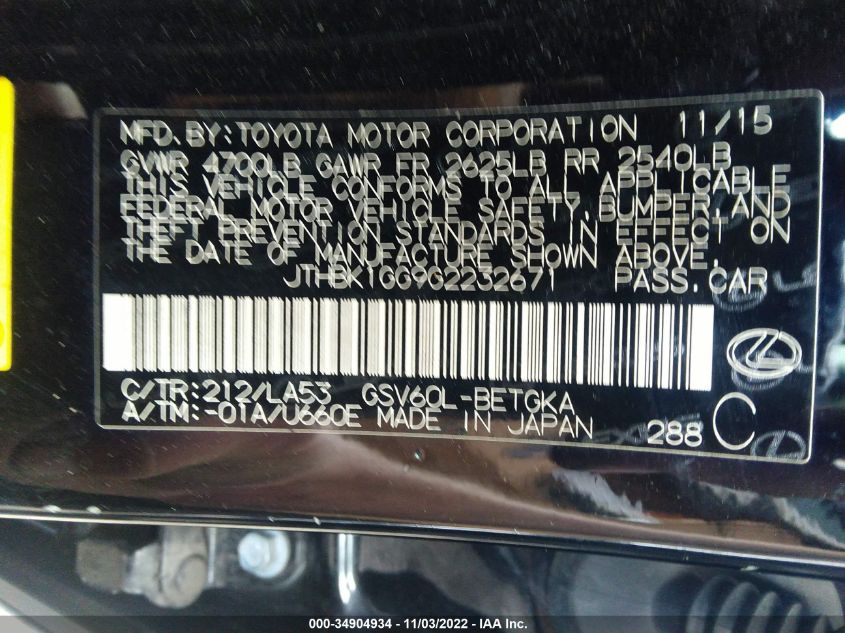 MFD.BY:TOYOTA MOTOR CORPORATION 11/15
GVWR 4700LB GAWR FR 2625LB RR 2540LB
THIS VEHICLE CONFORMS TO ALL APPLICABLE
FEDERAL MOTOR VEHICLE SAFETY,BUMPER,AND
THEFT PREVENTION STANDARDS IN EFFECT ON
THE DATE OF MANUFACTURE SHOWN ABOVE.
JTHBK1GG9G2232671 PASS.CAR
C/TR:212/LA53 GSV60L-BETGKA
A/TM:-01A/U660E MADE IN JAPAN 288 C
000-34904934 - 11/03/2022 - IAA Inc.